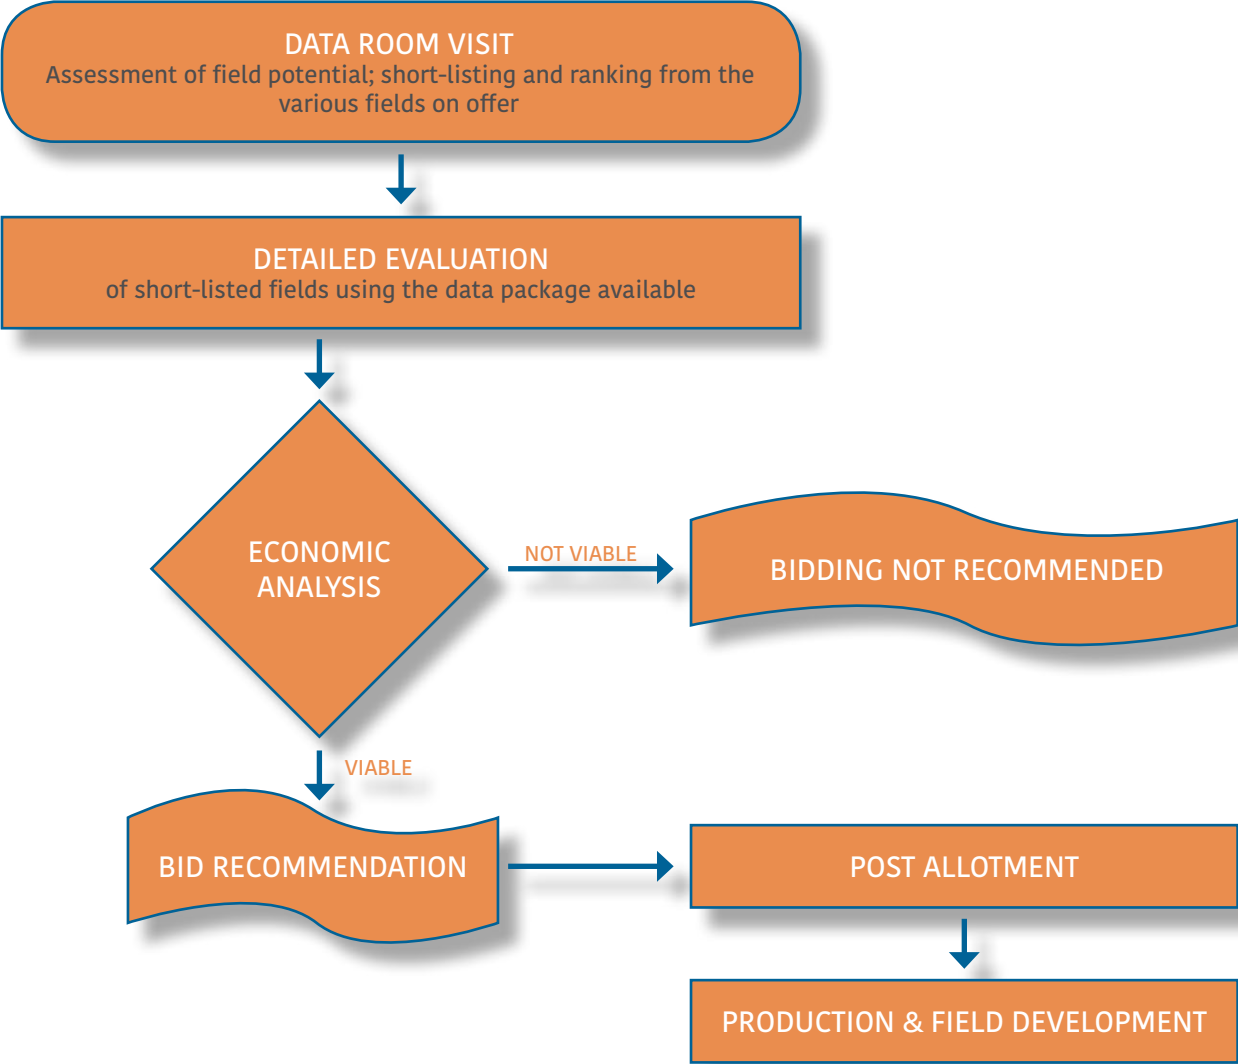 DATA ROOM VISIT
Assessment of field potential; short-listing and ranking from the
various fields on offer
DETAILED EVALUATION
of short-listed fields using the data package available
ECONOMIC
ANALYSIS
NOT VIABLE
BIDDING NOT RECOMMENDED
VIABLE
BID RECOMMENDATION
POST ALLOTMENT
PRODUCTION & FIELD DEVELOPMENT